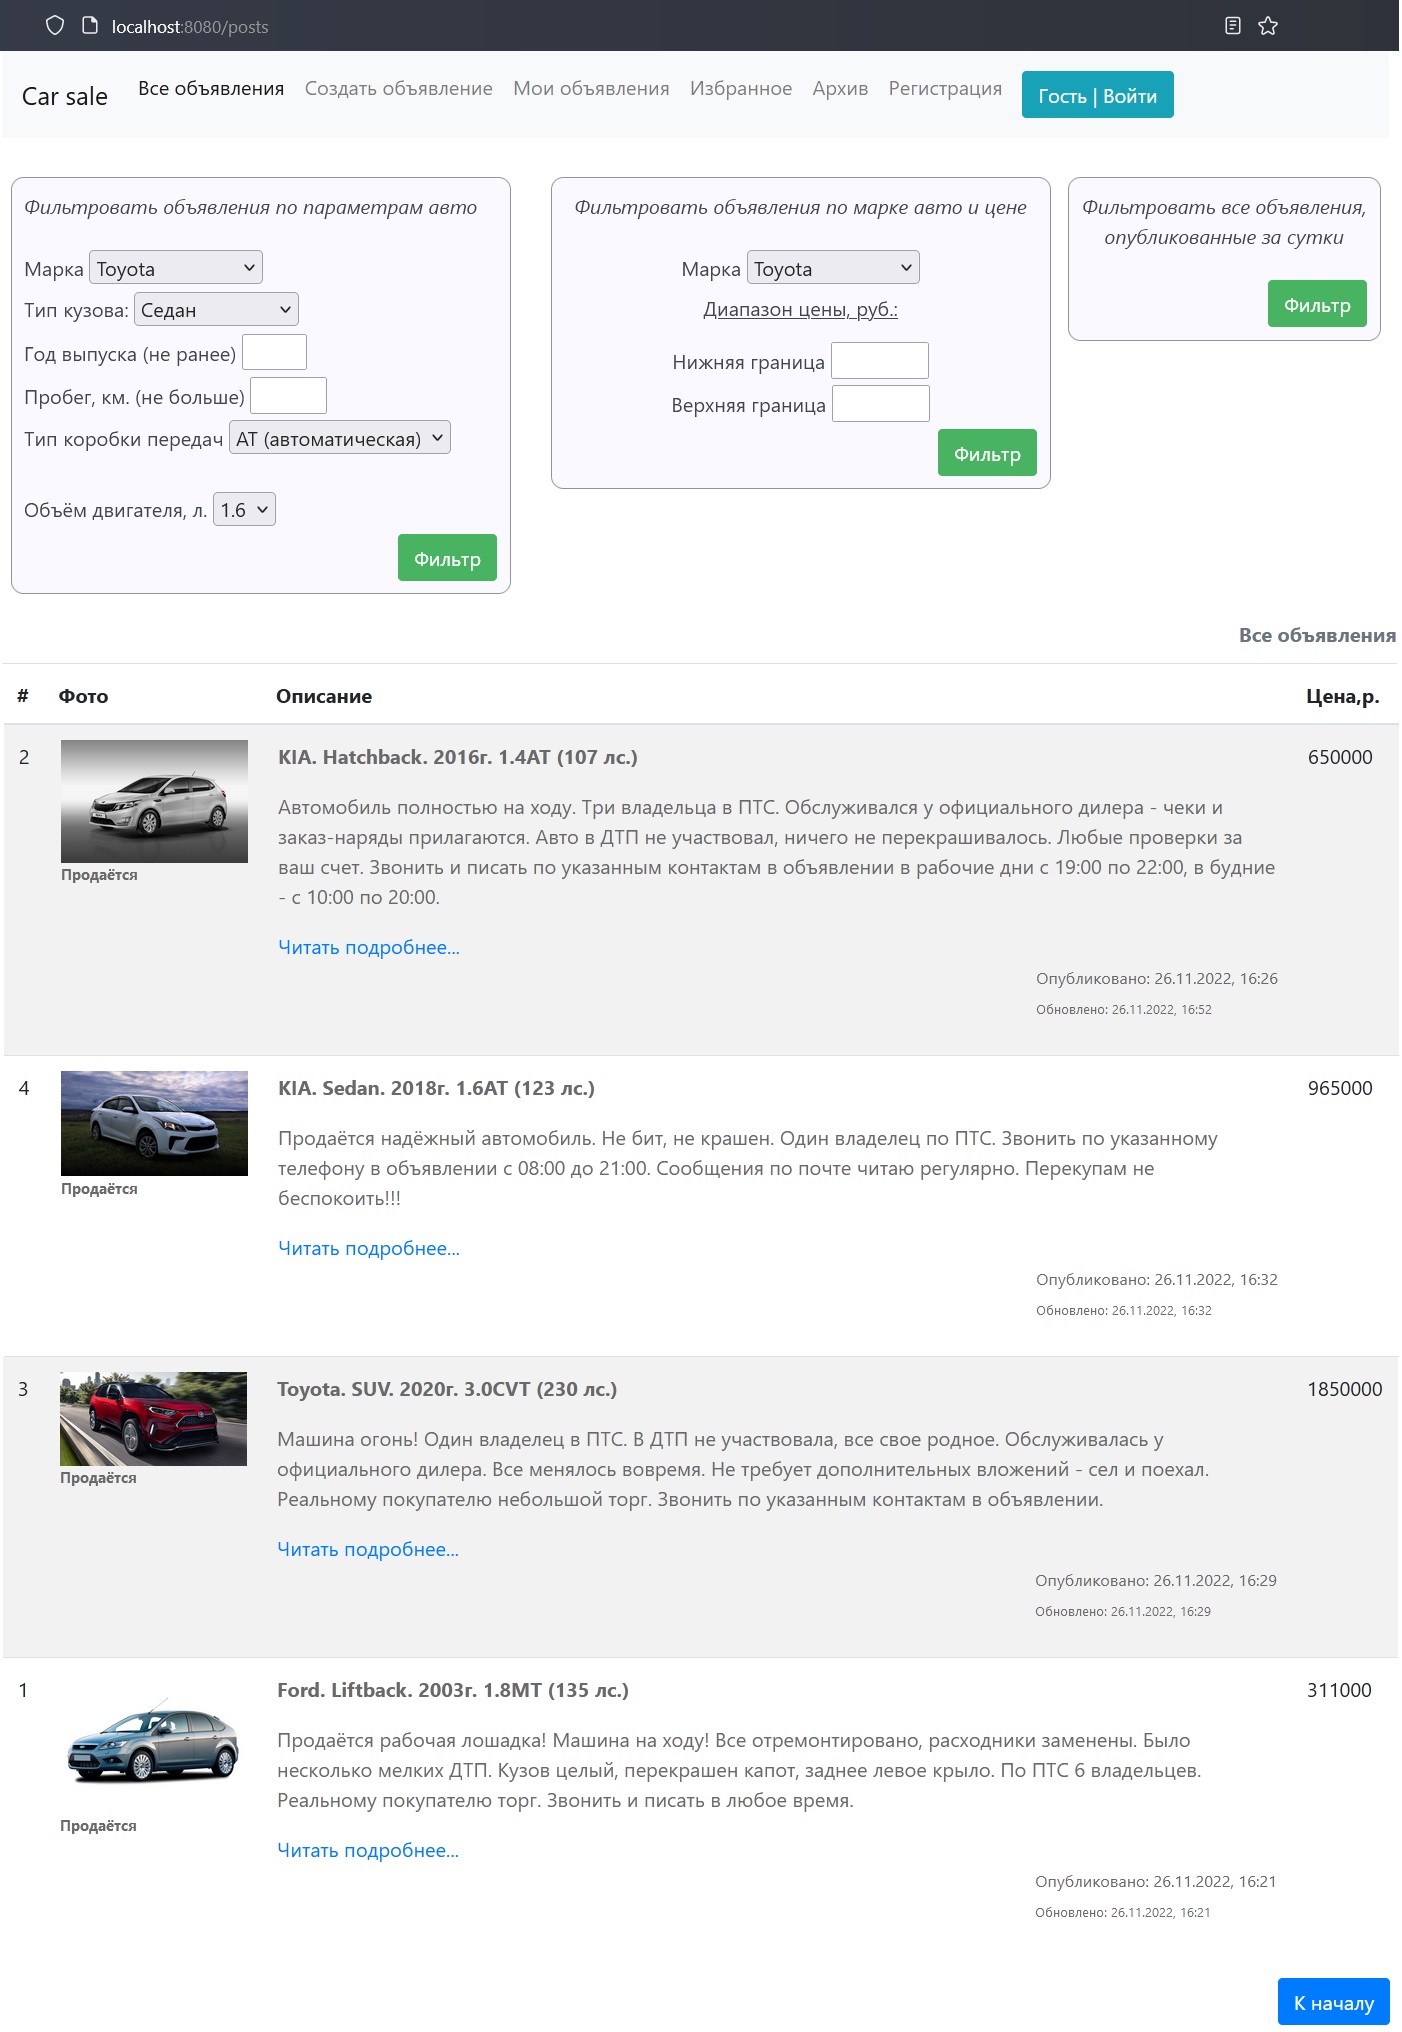 localhost:8080/posts
Car sale Все объявления Создать объявление Мои объявления Избранное Архив Регистрация Гость | Войти
Фильтровать объявления по параметрам авто
Марка Toyota
Тип кузова: Седан
Год выпуска (не ранее)
Пробег, км. (не больше)
Тип коробки передач АТ (автоматическая)
Объём двигателя, л. 1.6
Фильтр
Фильтровать объявления по марке авто и цене
Марка Toyota
Диапазон цены, руб.:
Нижняя граница
Верхняя граница
Фильтр
Фильтровать все объявления,
опубликованные за сутки
Фильтр
Все объявления
# Фото Описание Цена,р.
2 KIA. Hatchback. 2016г. 1.4AT (107 лс.) 650000
Автомобиль полностью на ходу. Три владельца в ПТС. Обслуживался у официального дилера - чеки и
заказ-наряды прилагаются. Авто в ДТП не участвовал, ничего не перекрашивалось. Любые проверки за
ваш счет. Звонить и писать по указанным контактам в объявлении в рабочие дни с 19:00 по 22:00, в будние
- с 10:00 по 20:00.
Продаётся
Читать подробнее...
Опубликовано: 26.11.2022, 16:26
Обновлено: 26.11.2022, 16:52
4 KIA. Sedan. 2018г. 1.6AT (123 лс.) 965000
Продаётся надёжный автомобиль. Не бит, не крашен. Один владелец по ПТС. Звонить по указанному
телефону в объявлении с 08:00 до 21:00. Сообщения по почте читаю регулярно. Перекупам не
беспокоить!!!
Продаётся
Читать подробнее...
Опубликовано: 26.11.2022, 16:32
Обновлено: 26.11.2022, 16:32
3 Toyota. SUV. 2020г. 3.0CVT (230 лс.) 1850000
Машина огонь! Один владелец в ПТС. В ДТП не участвовала, все свое родное. Обслуживалась у
официального дилера. Все менялось вовремя. Не требует дополнительных вложений - сел и поехал.
Реальному покупателю небольшой торг. Звонить по указанным контактам в объявлении.
Продаётся
Читать подробнее...
Опубликовано: 26.11.2022, 16:29
Обновлено: 26.11.2022, 16:29
1 Ford. Liftback. 2003г. 1.8MT (135 лс.) 311000
Продаётся рабочая лошадка! Машина на ходу! Все отремонтировано, расходники заменены. Было
несколько мелких ДТП. Кузов целый, перекрашен капот, заднее левое крыло. По ПТС 6 владельцев.
Реальному покупателю торг. Звонить и писать в любое время.
Продаётся
Читать подробнее...
Опубликовано: 26.11.2022, 16:21
Обновлено: 26.11.2022, 16:21
К началу